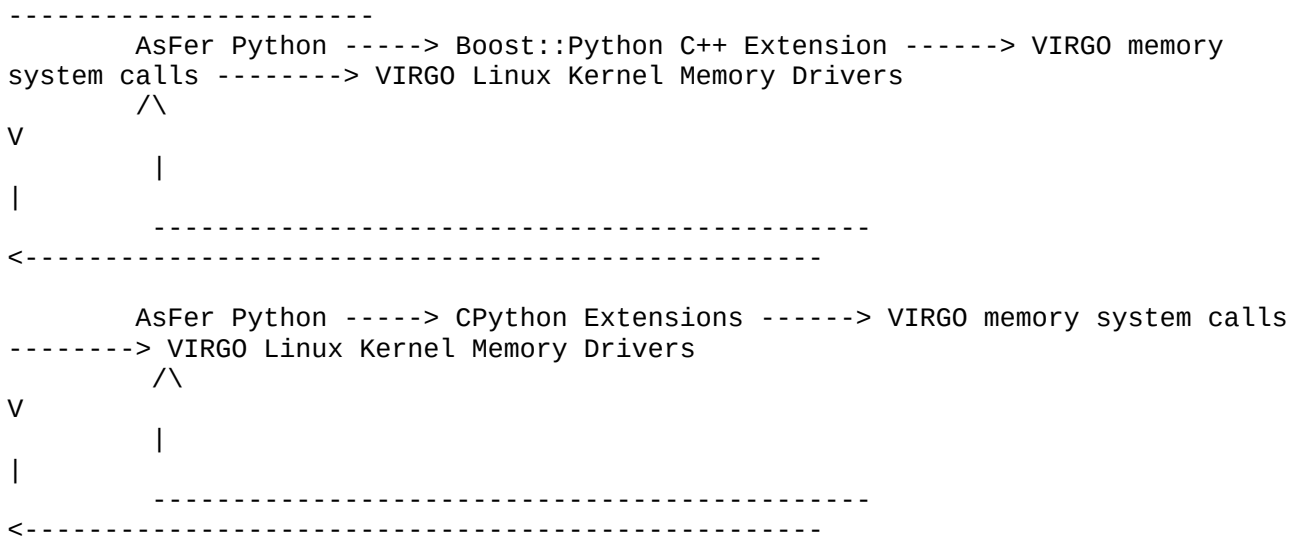 -----------------------
AsFer Python -----> Boost::Python C++ Extension ------> VIRGO memory
system calls --------> VIRGO Linux Kernel Memory Drivers
/\
V
|
|
---------------------------------------------
<--------------------------------------------------
AsFer Python -----> CPython Extensions ------> VIRGO memory system calls
--------> VIRGO Linux Kernel Memory Drivers
/\
V
|
|
---------------------------------------------
<--------------------------------------------------